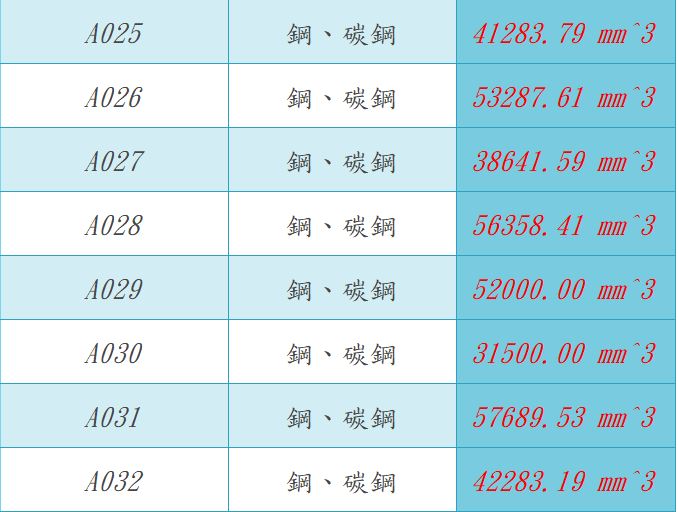 A025 鋼、碳鋼 41283.79 mm^3
A026 鋼、碳鋼 53287.61 mm^3
A027 鋼、碳鋼 38641.59 mm^3
A028 鋼、碳鋼 56358.41 mm^3
A029 鋼、碳鋼 52000.00 mm^3
A030 鋼、碳鋼 31500.00 mm^3
A031 鋼、碳鋼 57689.53 mm^3
A032 鋼、碳鋼 42283.19 mm^3